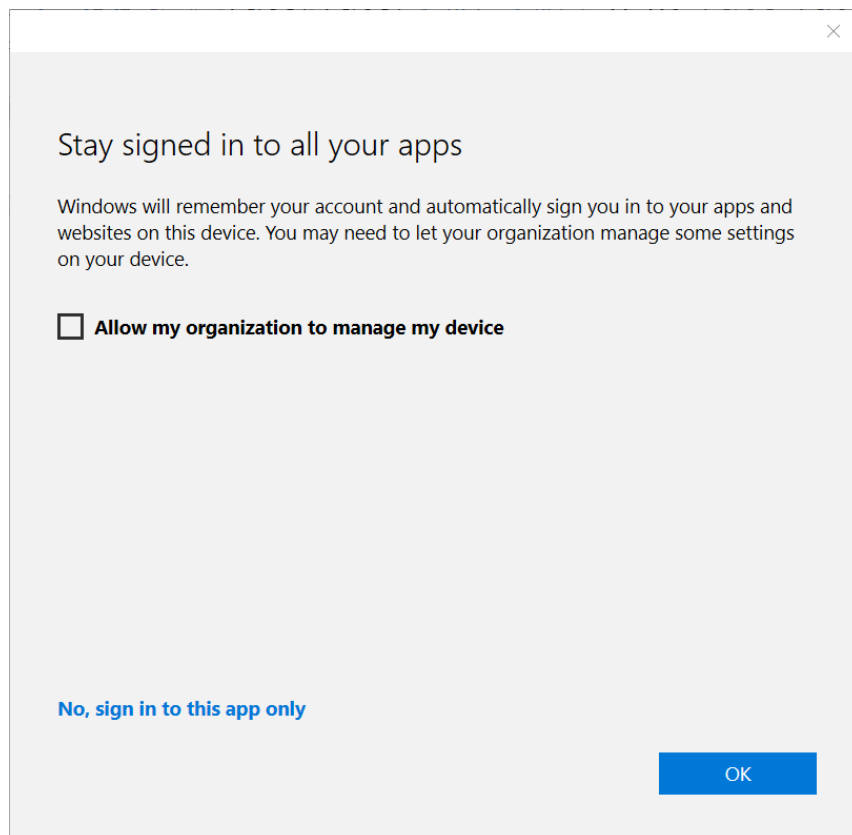 Stay signed in to all your apps
Windows will remember your account and automatically sign you in to your apps and
websites on this device. You may need to let your organization manage some settings
on your device.
Allow my organization to manage my device
No, sign in to this app only
OK